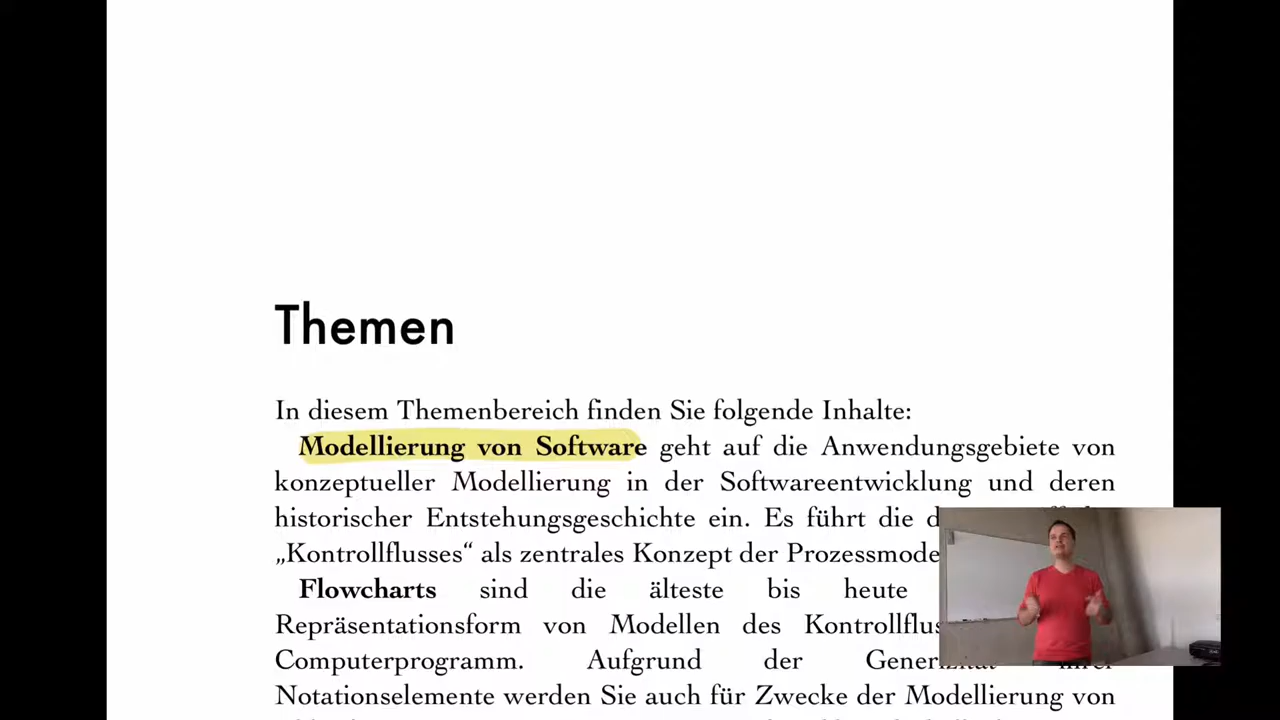 Themen
In diesem Themenbereich finden Sie folgende Inhalte:
Modellierung von Software geht auf die Anwendungsgebiete von
konzeptueller Modellierung in der Softwareentwicklung und deren
historischer Entstehungsgeschichte ein. Es führt die
„Kontrollflusses“ als zentrales Konzept der
Flowcharts sind die älteste bis heute
Repräsentationsform von Modellen des
Computerprogramm. Aufgrund der
Notationselemente werden Sie auch für Zwecke der Modellierung von